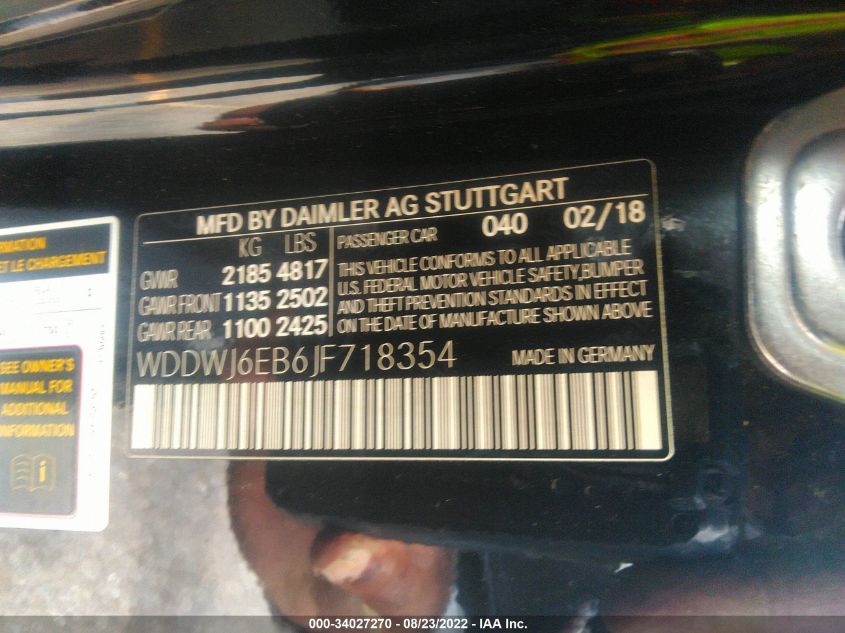 MFD BY DAIMLER AG STUTTGART
KG LBS
GVWR 2185 4817
GAWR FRONT 1135 2502
GAWR REAR 1100 2425
PASSENGER CAR 040 02/18
THIS VEHICLE CONFORMS TO ALL APPLICABLE
U.S. FEDERAL MOTOR VEHICLE SAFETY,BUMPER
AND THEFT PREVENTION STANDARDS IN EFFECT
ON THE DATE OF MANUFACTURE SHOWN ABOVE
WDDWJ6EB6JF718354 MADE IN GERMANY
ET LE CHARGEMENT
SEE OWNER'S
MANUAL FOR
ADDITIONAL
INFORMATION
000-34027270 - 08/23/2022 - IAA Inc.